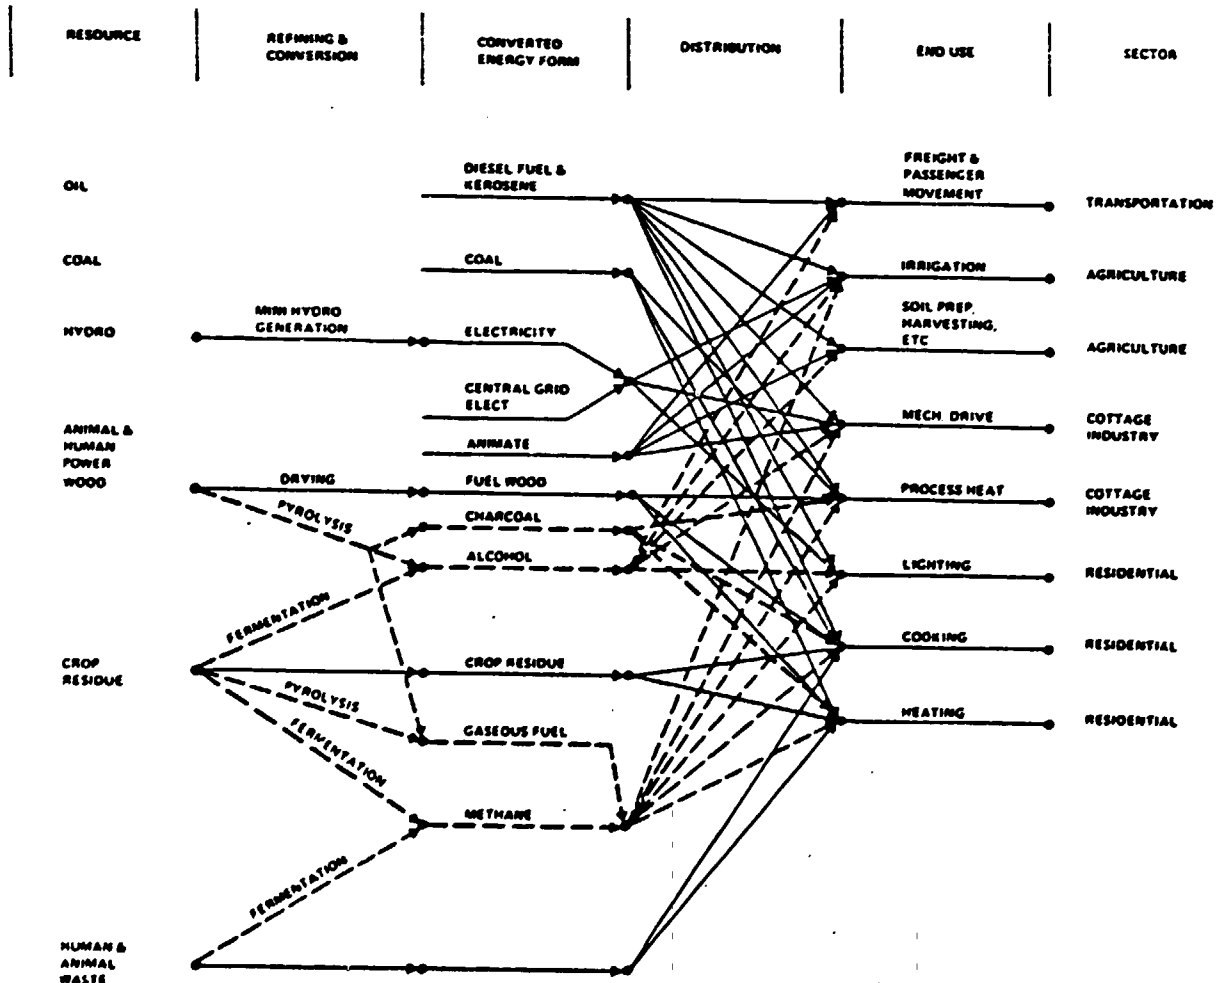 RESOURCE
REFINING &
CONVERSION
CONVERTED
ENERGY FORM
DISTRIBUTION
END USE
SECTOR
OIL
DIESEL FUEL &
KEROSENE
FREIGHT &
PASSENGER
MOVEMENT
TRANSPORTATION
COAL
COAL
IRRIGATION
AGRICULTURE
HYDRO
MINI HYDRO
GENERATION
ELECTRICITY
SOIL PREP,
HARVESTING,
ETC
AGRICULTURE
CENTRAL GRID
ELECT
MECH. DRIVE
COTTAGE
INDUSTRY
ANIMAL &
HUMAN
POWER
ANIMATE
WOOD
DRYING
FUEL WOOD
PROCESS HEAT
COTTAGE
INDUSTRY
PYROLYSIS
CHARCOAL
ALCOHOL
LIGHTING
RESIDENTIAL
FERMENTATION
COOKING
RESIDENTIAL
CROP
RESIDUE
CROP RESIDUE
PYROLYSIS
HEATING
RESIDENTIAL
FERMENTATION
GASEOUS FUEL
METHANE
FERMENTATION
HUMAN &
ANIMAL
WASTE